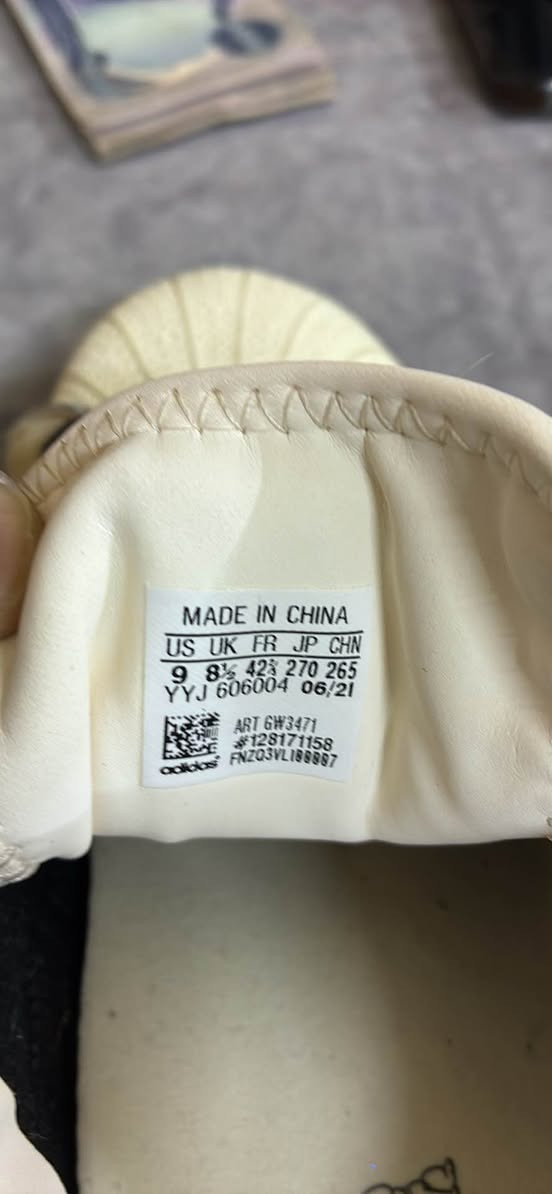 MADE IN CHINA
US UK FR JP CHN
9 8½ 42⅔ 270 265
YYJ 606004 06/21
ART GW3471
#128171158
adidas